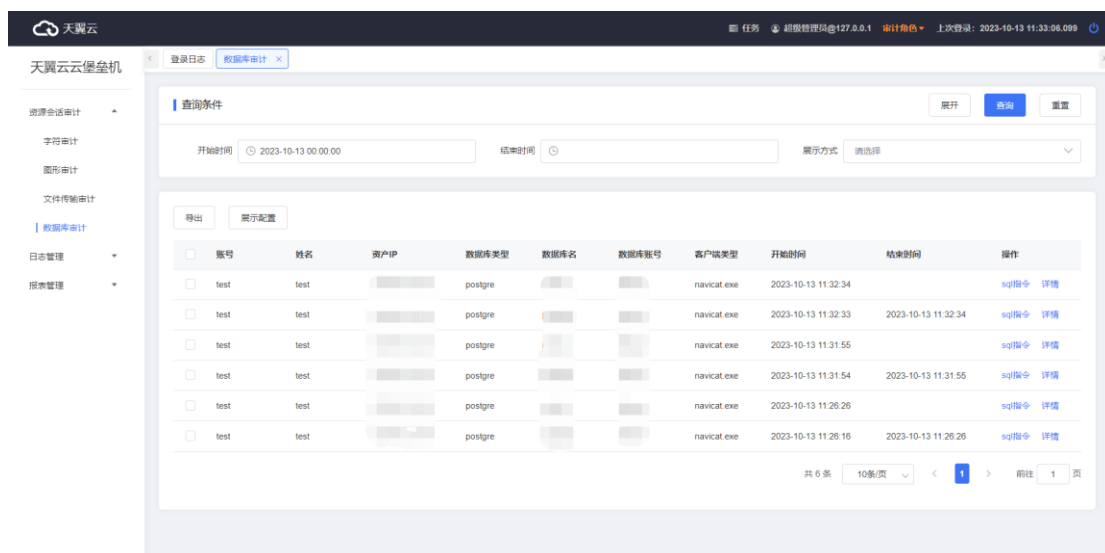 天翼云 任务 超级管理员@127.0.0.1 审计角色 上次登录：2023-10-13 11:33:06.099
天翼云云堡垒机
登录日志 数据库审计 ×
资源会话审计
字符审计
图形审计
文件传输审计
数据库审计
日志管理
报表管理
查询条件 展开 查询 重置
开始时间 2023-10-13 00:00:00 结束时间 展示方式 请选择
导出 展示配置
账号 姓名 资产IP 数据库类型 数据库名 数据库账号 客户端类型 开始时间 结束时间 操作
test test postgre navicat.exe 2023-10-13 11:32:34 sql指令 详情
test test postgre navicat.exe 2023-10-13 11:32:33 2023-10-13 11:32:34 sql指令 详情
test test postgre navicat.exe 2023-10-13 11:31:55 sql指令 详情
test test postgre navicat.exe 2023-10-13 11:31:54 2023-10-13 11:31:55 sql指令 详情
test test postgre navicat.exe 2023-10-13 11:26:26 sql指令 详情
test test postgre navicat.exe 2023-10-13 11:26:16 2023-10-13 11:26:26 sql指令 详情
共 6 条 10条/页 < 1 > 前往 1 页